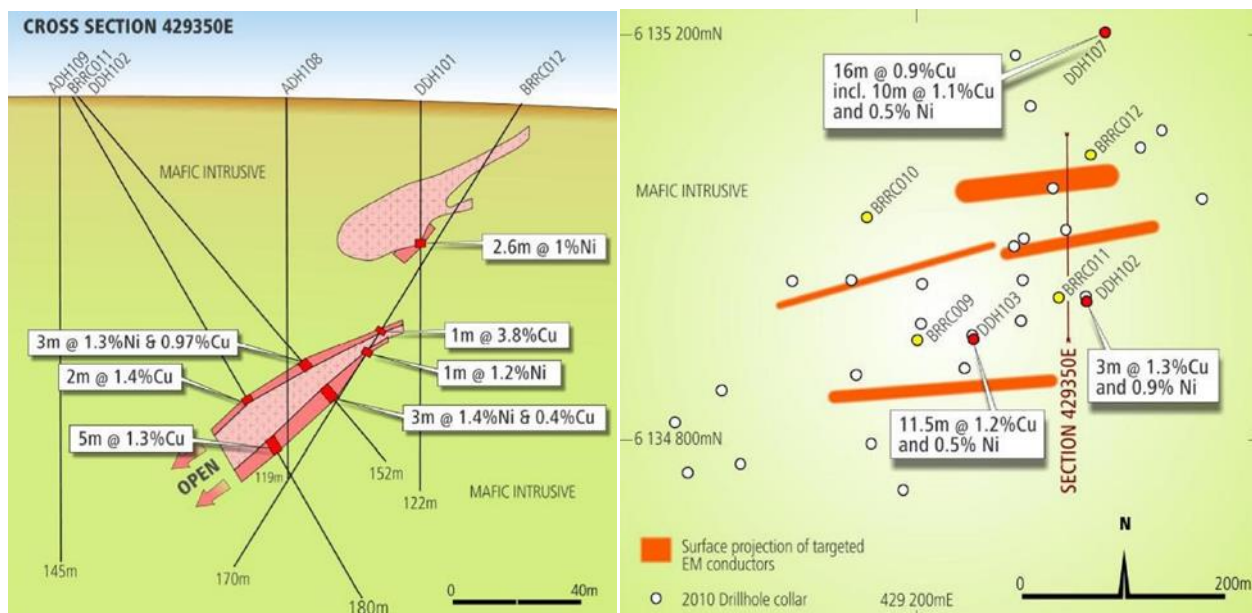 CROSS SECTION 429350E
ADH109
BRRC011
DDH102
ADH108
DDH101
BRRC012
MAFIC INTRUSIVE
2.6m @ 1%Ni
3m @ 1.3%Ni & 0.97%Cu
1m @ 3.8%Cu
2m @ 1.4%Cu
1m @ 1.2%Ni
3m @ 1.4%Ni & 0.4%Cu
5m @ 1.3%Cu
OPEN
119m
152m
122m
MAFIC INTRUSIVE
145m
170m
180m
0 40m
6 135 200mN
DDH107
16m @ 0.9%Cu
incl. 10m @ 1.1%Cu
and 0.5% Ni
BRRC012
MAFIC INTRUSIVE
BRRC010
BRRC011
DDH102
BRRC009
DDH103
3m @ 1.3%Cu
and 0.9% Ni
11.5m @ 1.2%Cu
and 0.5% Ni
SECTION 429350E
6 134 800mN
N
Surface projection of targeted
EM conductors
2010 Drillhole collar
429 200mE
0 200m